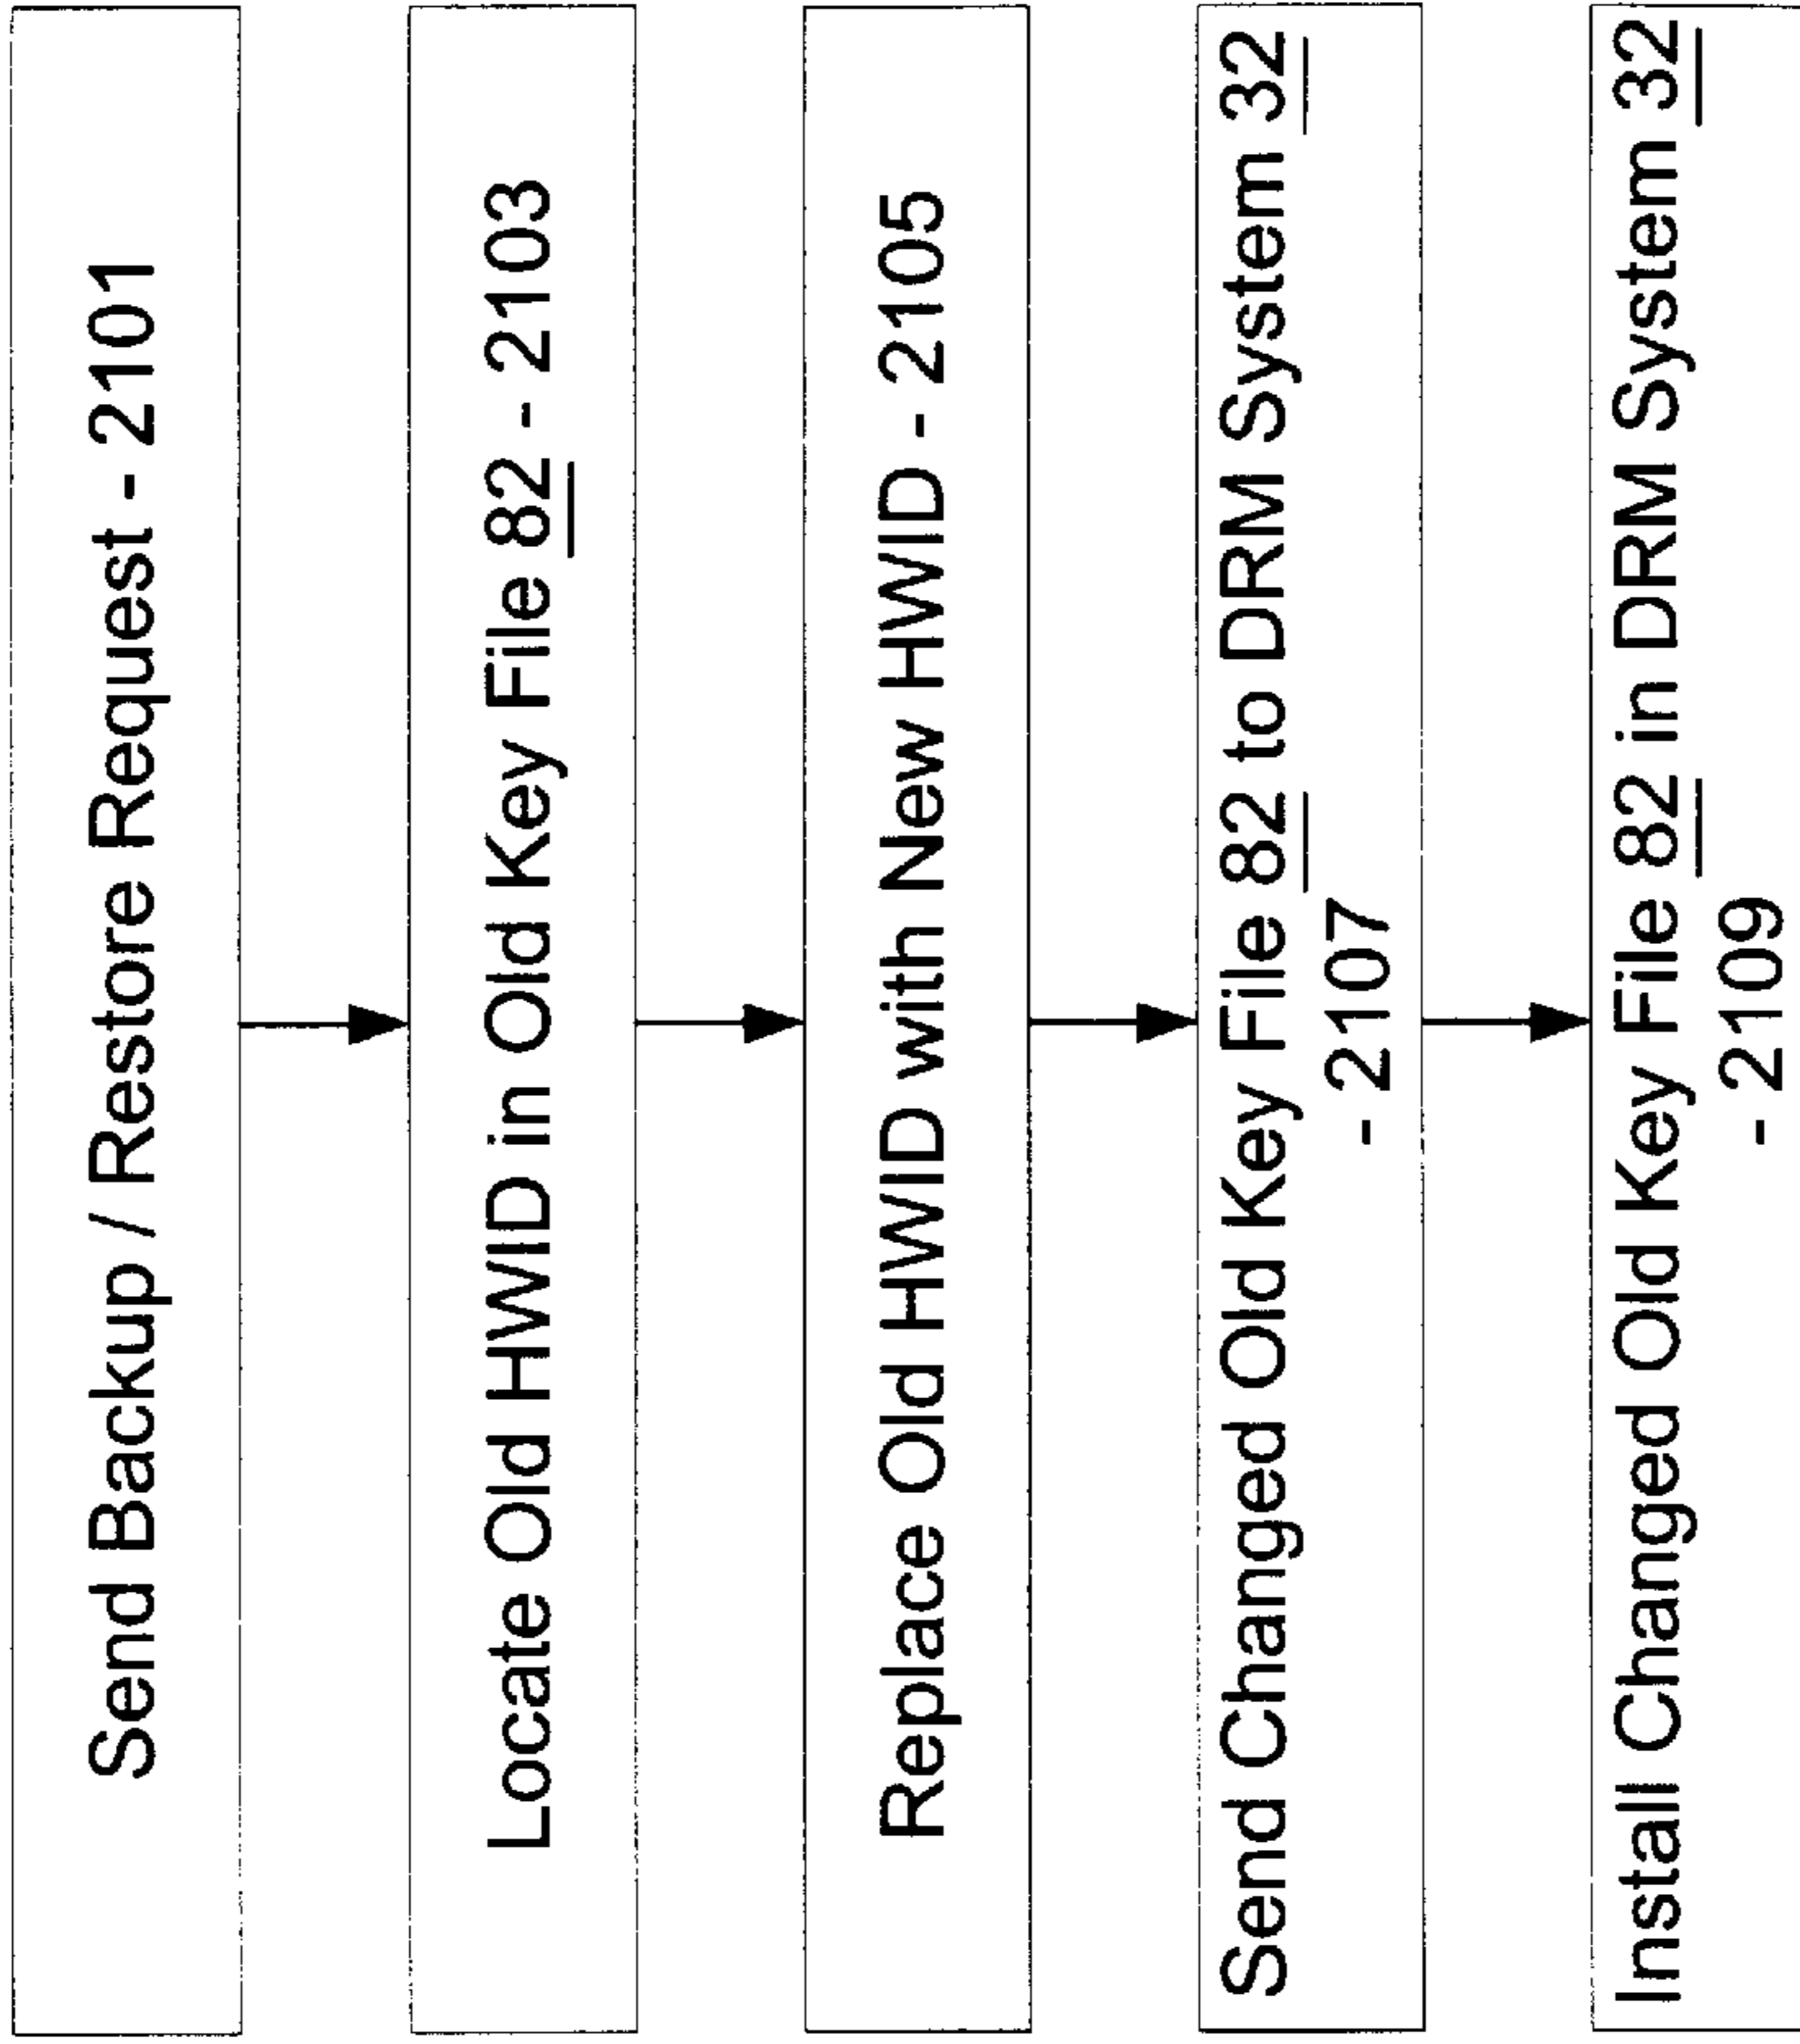 Send Backup / Restore Request - 2101
Locate Old HWID in Old Key File 82 - 2103
Replace Old HWID with New HWID - 2105
Send Changed Old Key File 82 to DRM System 32
- 2107
Install Changed Old Key File 82 in DRM System 32
- 2109